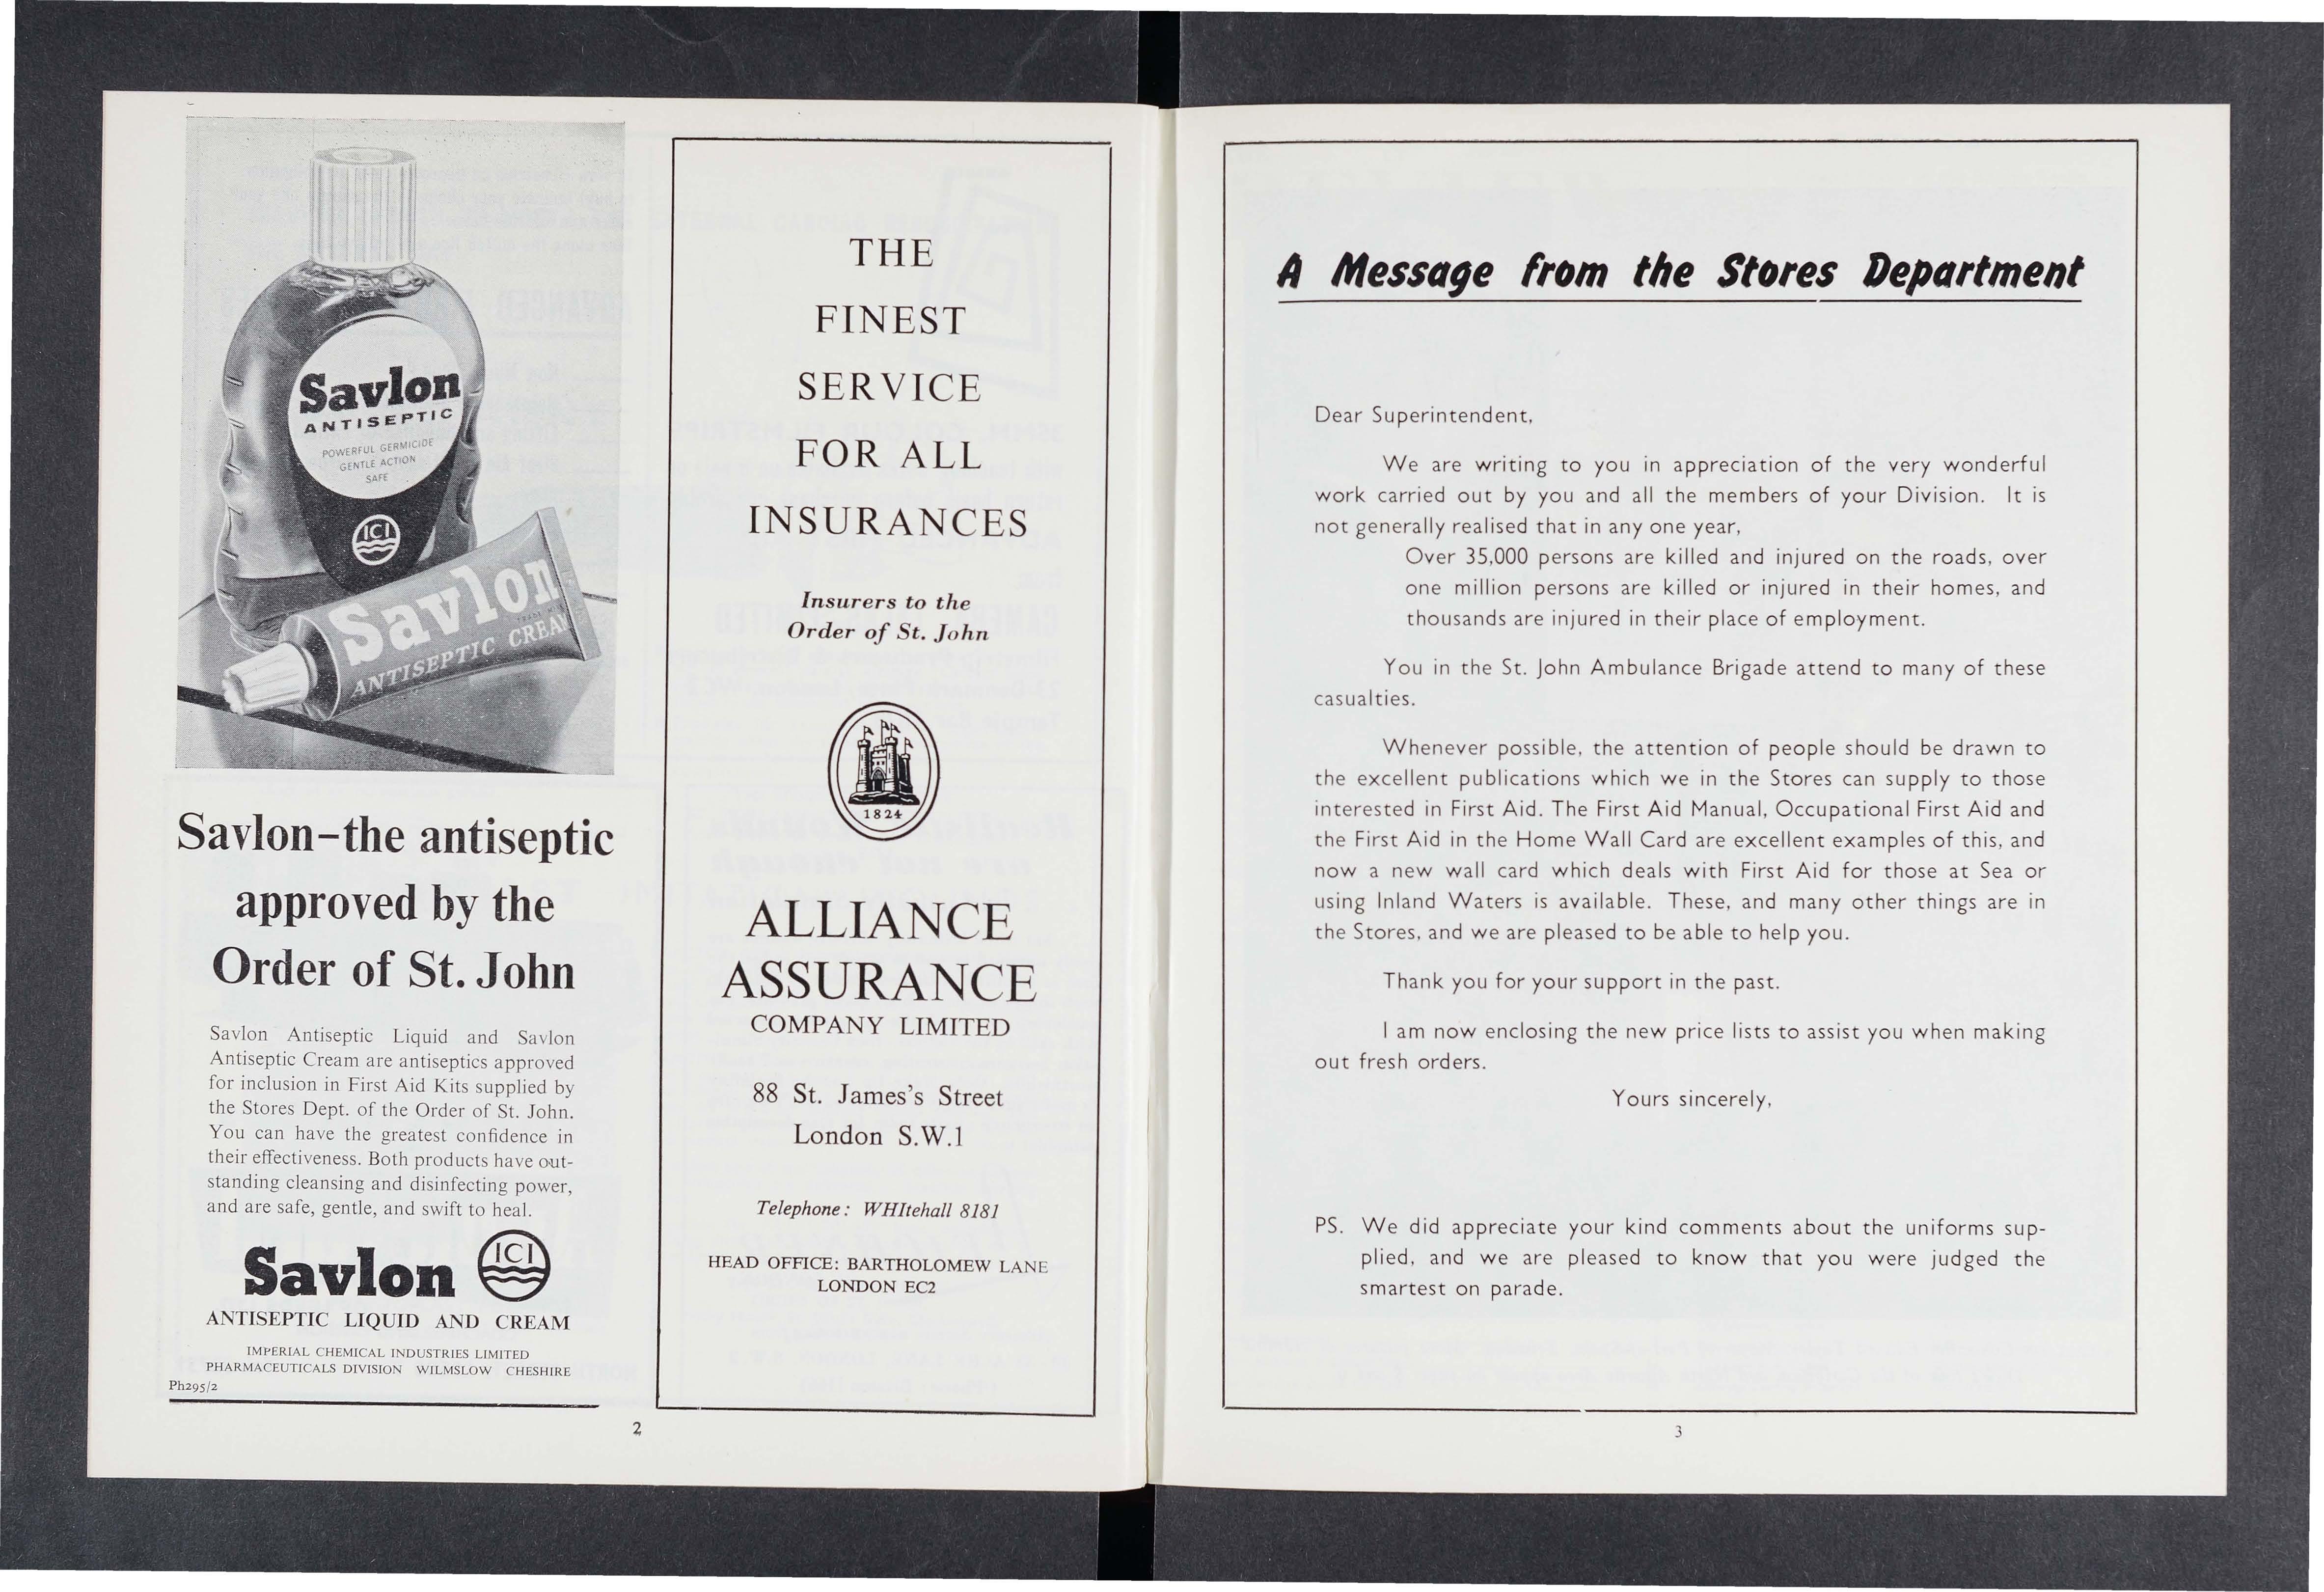 Savlon
ANTISEPTIC
POWERFUL GERMICIDE
GENTLE ACTION
SAFE
ICI
Savlon
ANTISEPTIC CREAM
Savlon–the antiseptic
approved by the
Order of St. John
Savlon Antiseptic Liquid and Savlon
Antiseptic Cream are antiseptics approved
for inclusion in First Aid Kits supplied by
the Stores Dept. of the Order of St. John.
You can have the greatest confidence in
their effectiveness. Both products have out-
standing cleansing and disinfecting power,
and are safe, gentle, and swift to heal.
Savlon ICI
ANTISEPTIC LIQUID AND CREAM
IMPERIAL CHEMICAL INDUSTRIES LIMITED
PHARMACEUTICALS DIVISION WILMSLOW CHESHIRE
Ph295/2
THE
FINEST
SERVICE
FOR ALL
INSURANCES
Insurers to the
Order of St. John
1824
ALLIANCE
ASSURANCE
COMPANY LIMITED
88 St. James's Street
London S.W.1
Telephone: WHItehall 8181
HEAD OFFICE: BARTHOLOMEW LANE
LONDON EC2
2
A Message from the Stores Department
Dear Superintendent,
We are writing to you in appreciation of the very wonderful
work carried out by you and all the members of your Division. It is
not generally realised that in any one year,
Over 35,000 persons are killed and injured on the roads, over
one million persons are killed or injured in their homes, and
thousands are injured in their place of employment.
You in the St. John Ambulance Brigade attend to many of these
casualties.
Whenever possible, the attention of people should be drawn to
the excellent publications which we in the Stores can supply to those
interested in First Aid. The First Aid Manual, Occupational First Aid and
the First Aid in the Home Wall Card are excellent examples of this, and
now a new wall card which deals with First Aid for those at Sea or
using Inland Waters is available. These, and many other things are in
the Stores, and we are pleased to be able to help you.
Thank you for your support in the past.
I am now enclosing the new price lists to assist you when making
out fresh orders.
Yours sincerely,
PS. We did appreciate your kind comments about the uniforms sup-
plied, and we are pleased to know that you were judged the
smartest on parade.
3